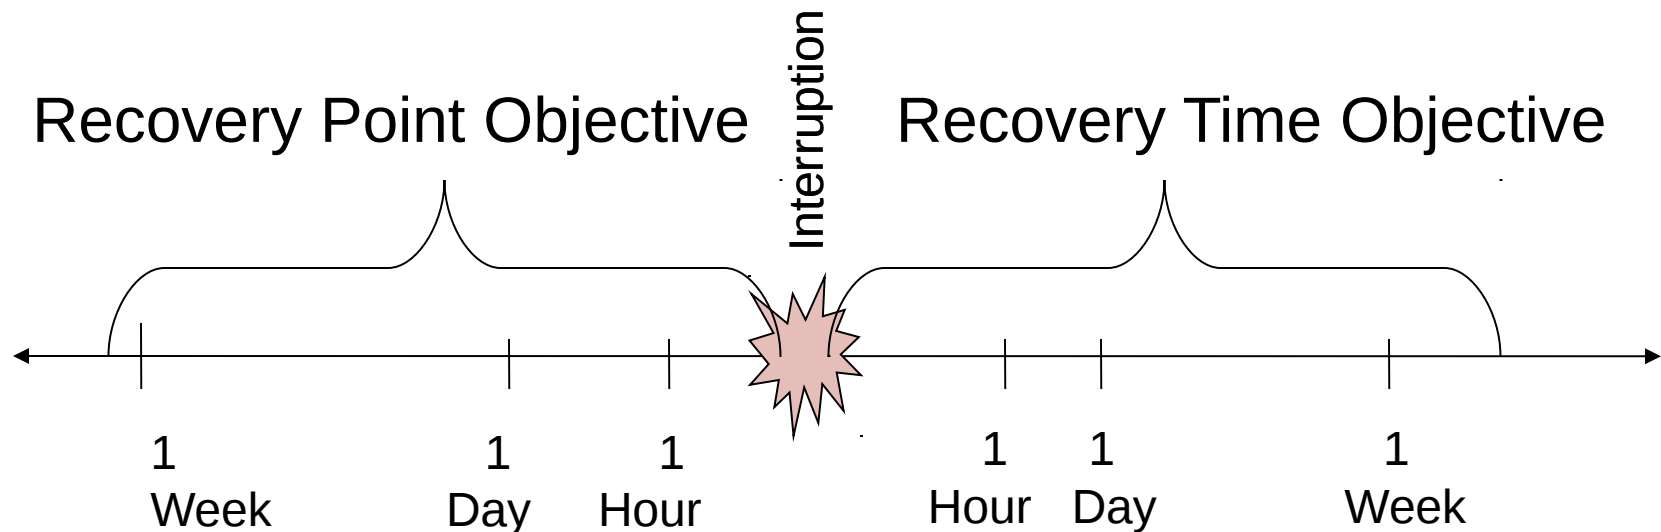 Interruption
Recovery Point Objective
Recovery Time Objective
1
Week
1
Day
1
Hour
1
Hour
1
Day
1
Week